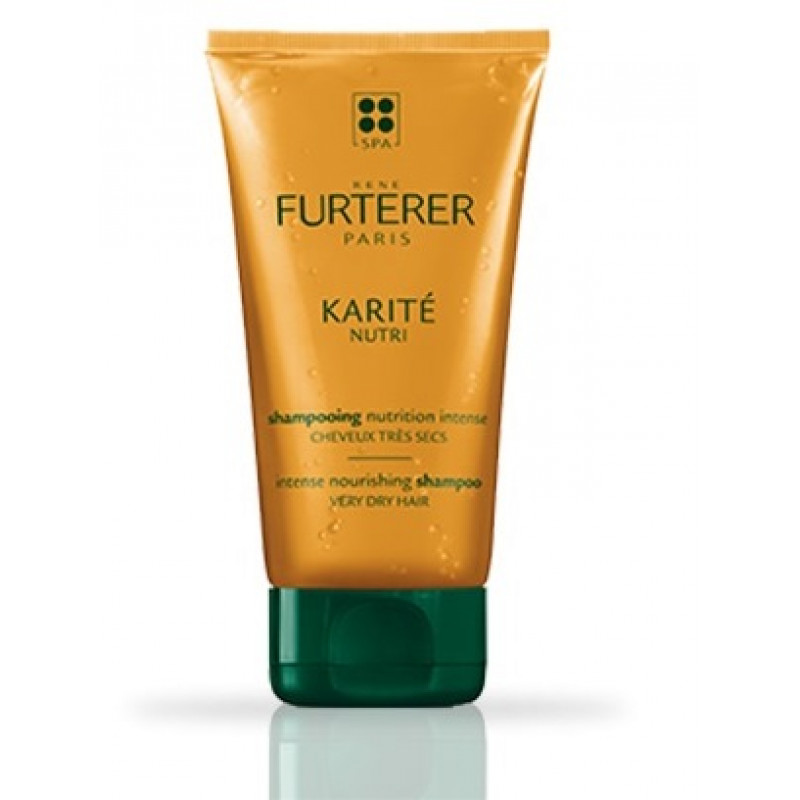 SPA
RENE
FURTERER
PARIS
KARITÉ
NUTRI
shampooing nutrition intense
CHEVEUX TRÈS SECS
intense nourishing shampoo
VERY DRY HAIR